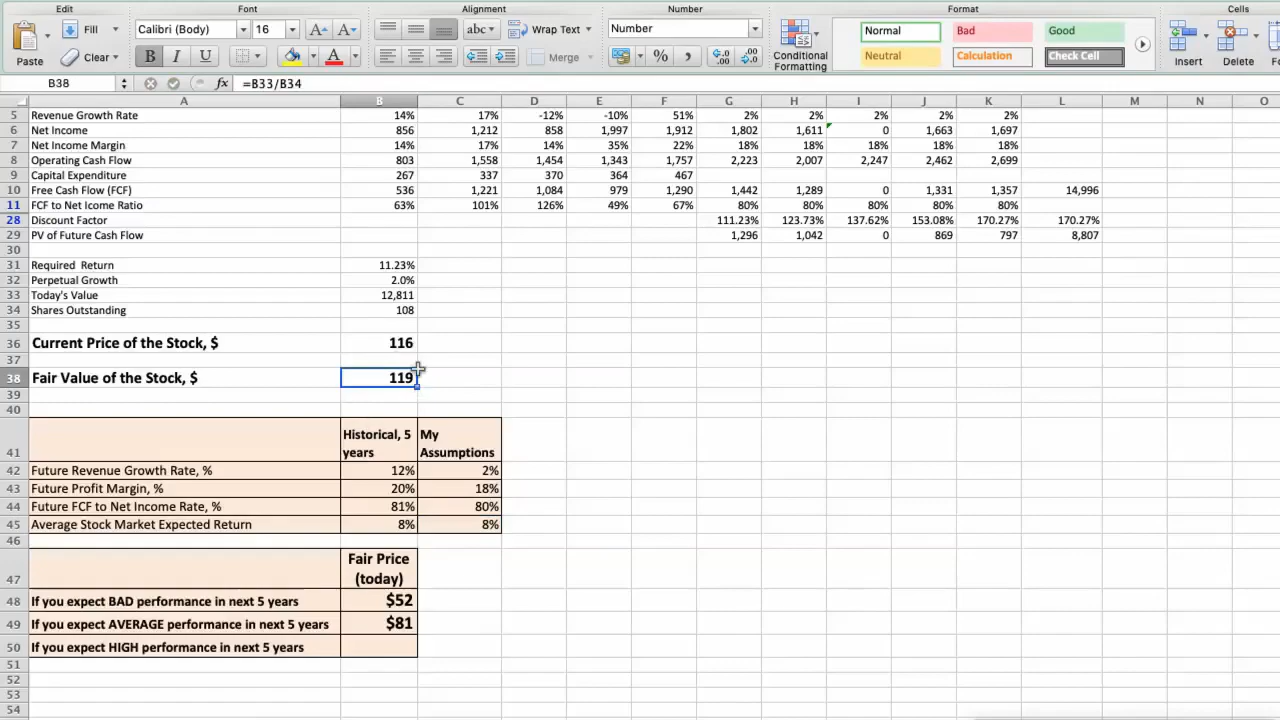 Edit Font Alignment Number Format Cells
Paste Fill Calibri (Body) 16 A A abc Wrap Text Number Conditional Formatting Normal Bad Good Insert Delete
Clear B I U A Merge % , .0 .00 .00 .0 Neutral Calculation Check Cell
B38 fx =B33/B34
A B C D E F G H I J K L M N O
5 Revenue Growth Rate 14% 17% -12% -10% 51% 2% 2% 2% 2% 2%
6 Net Income 856 1,212 858 1,997 1,912 1,802 1,611 0 1,663 1,697
7 Net Income Margin 14% 17% 14% 35% 22% 18% 18% 18% 18% 18%
8 Operating Cash Flow 803 1,558 1,454 1,343 1,757 2,223 2,007 2,247 2,462 2,699
9 Capital Expenditure 267 337 370 364 467
10 Free Cash Flow (FCF) 536 1,221 1,084 979 1,290 1,442 1,289 0 1,331 1,357 14,996
11 FCF to Net Icome Ratio 63% 101% 126% 49% 67% 80% 80% 80% 80% 80%
28 Discount Factor 111.23% 123.73% 137.62% 153.08% 170.27% 170.27%
29 PV of Future Cash Flow 1,296 1,042 0 869 797 8,807
30
31 Required Return 11.23%
32 Perpetual Growth 2.0%
33 Today's Value 12,811
34 Shares Outstanding 108
35
36 Current Price of the Stock, $ 116
37
38 Fair Value of the Stock, $ 119
39
40
41 Historical, 5 years My Assumptions
42 Future Revenue Growth Rate, % 12% 2%
43 Future Profit Margin, % 20% 18%
44 Future FCF to Net Income Rate, % 81% 80%
45 Average Stock Market Expected Return 8% 8%
46
47 Fair Price (today)
48 If you expect BAD performance in next 5 years $52
49 If you expect AVERAGE performance in next 5 years $81
50 If you expect HIGH performance in next 5 years
51
52
53
54